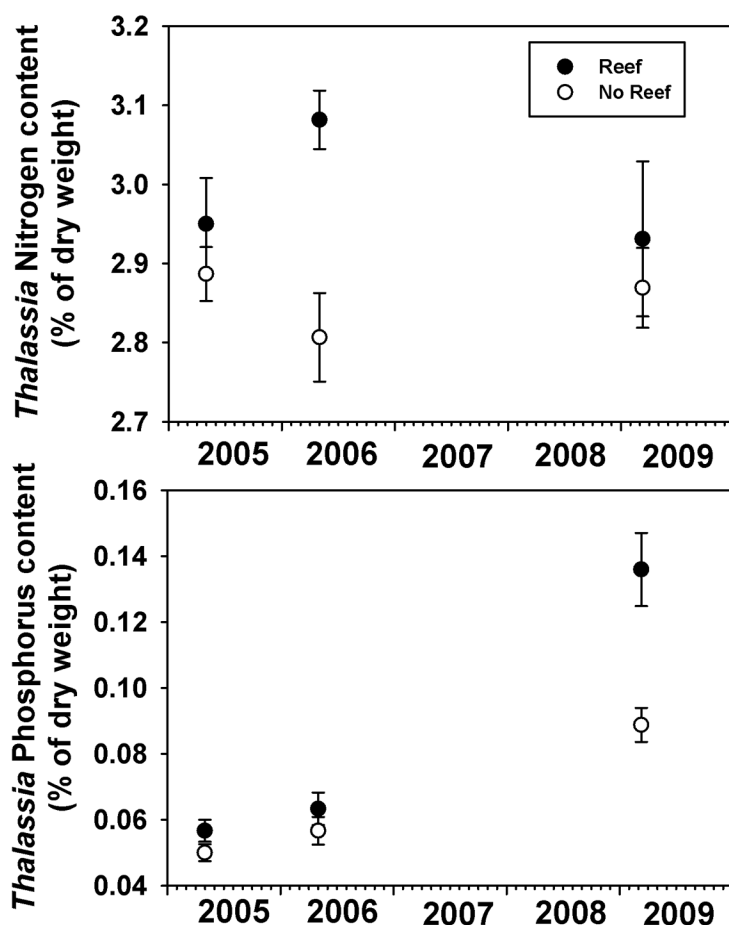 Thalassia Nitrogen content
(% of dry weight)
3.2
3.1
3.0
2.9
2.8
2.7
Reef
No Reef
2005 2006 2007 2008 2009
Thalassia Phosphorus content
(% of dry weight)
0.16
0.14
0.12
0.10
0.08
0.06
0.04
2005 2006 2007 2008 2009